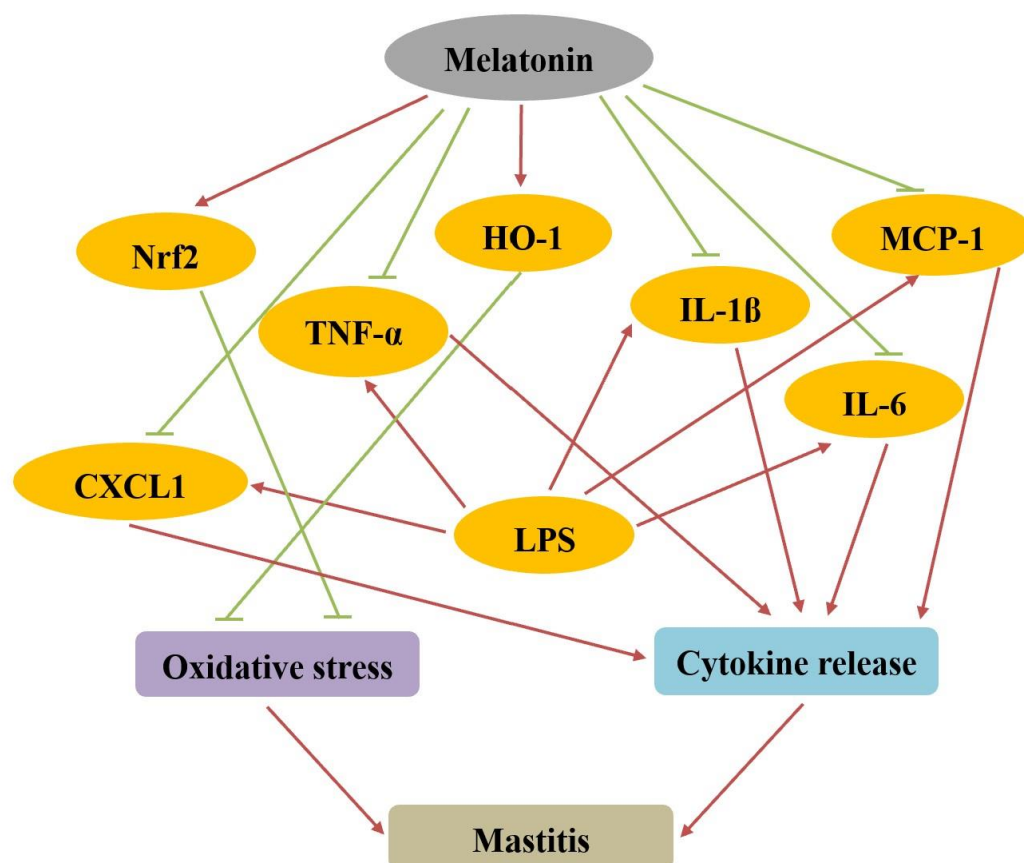 Melatonin
Nrf2
HO-1
MCP-1
TNF-α
IL-1β
IL-6
CXCL1
LPS
Oxidative stress
Cytokine release
Mastitis